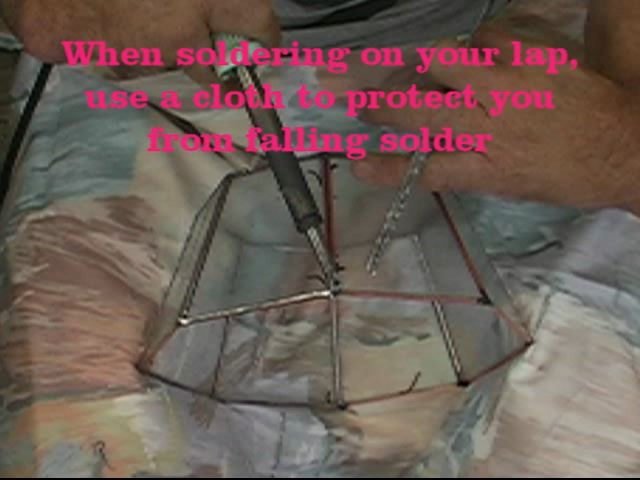 When soldering on your lap,
use a cloth to protect you
from falling solder